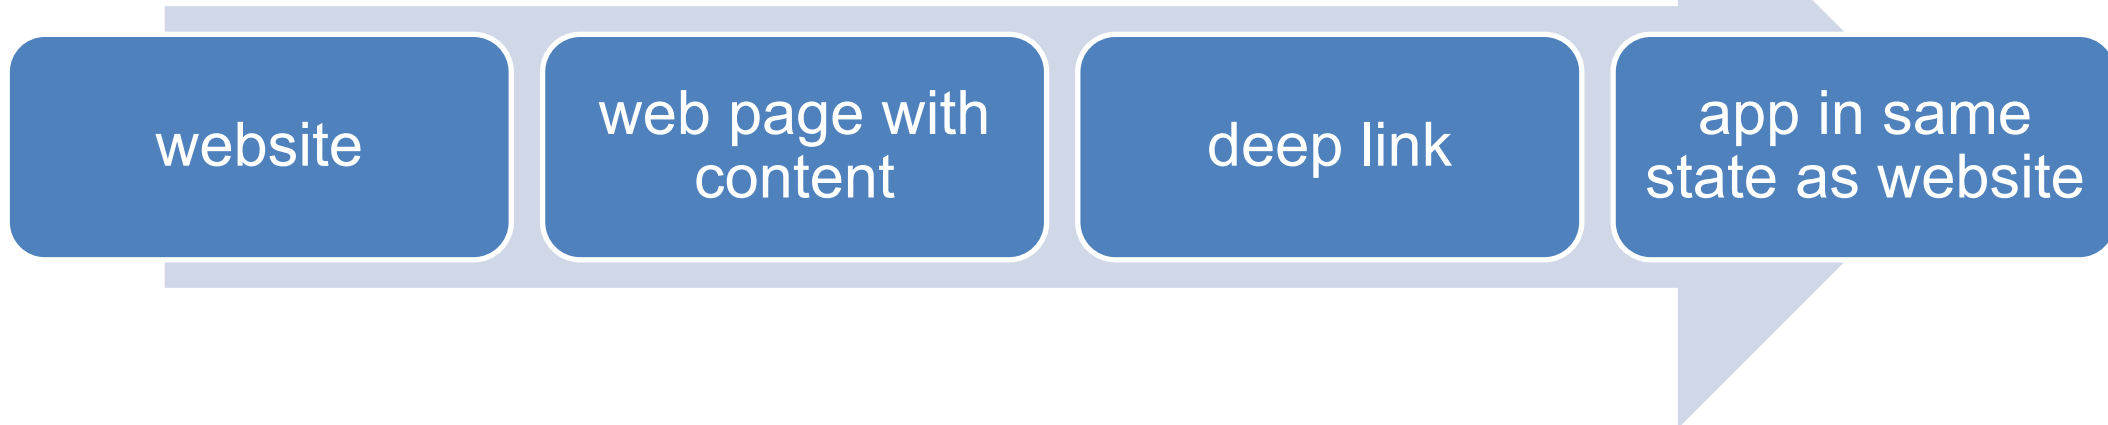 website
web page with
content
deep link
app in same
state as website